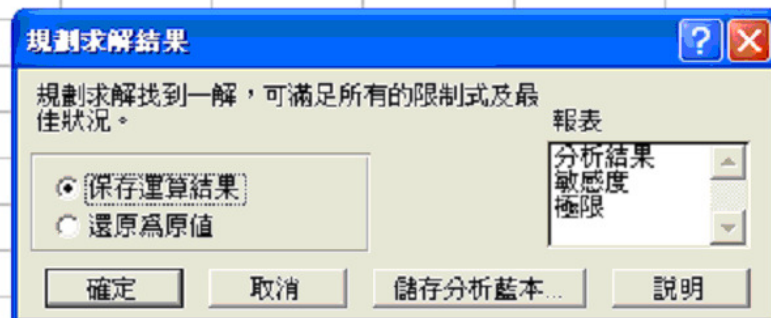 規劃求解結果
規劃求解找到一解，可滿足所有的限制式及最
佳狀況。
報表
分析結果
敏感度
極限
保存運算結果
還原為原值
確定
取消
儲存分析藍本...
說明